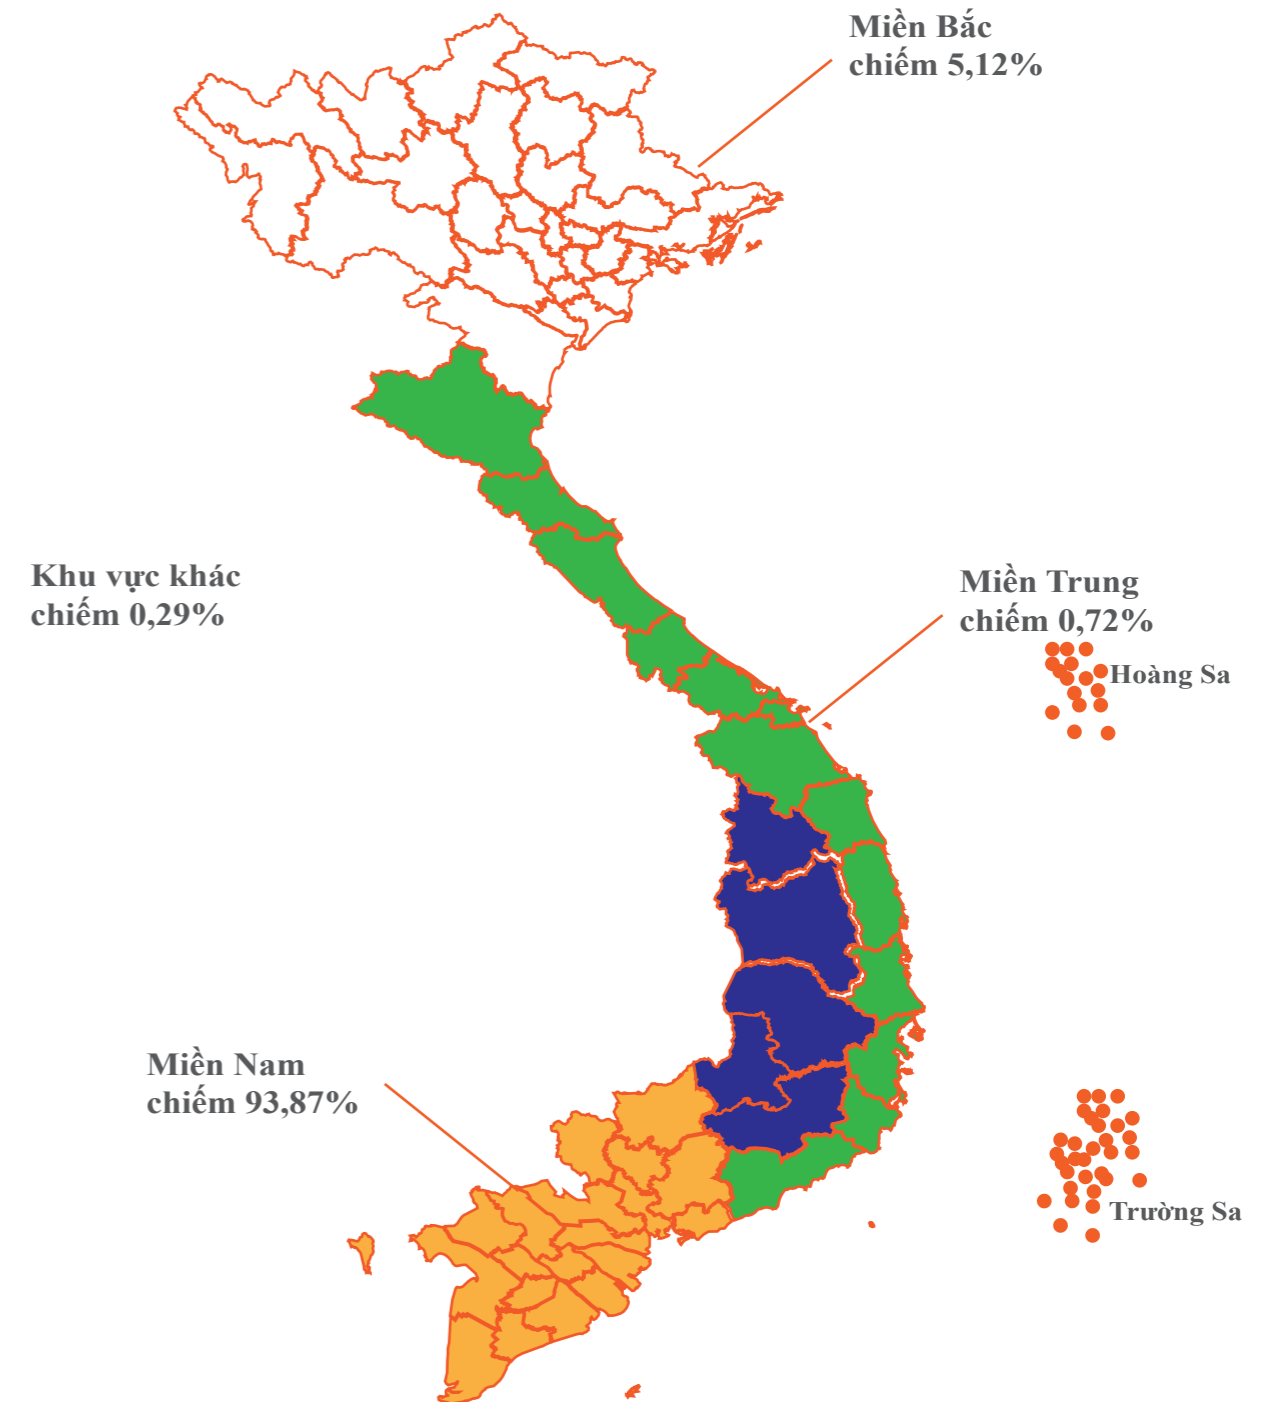 Miền Bắc
chiếm 5,12%
Khu vực khác
chiếm 0,29%
Miền Trung
chiếm 0,72%
Hoàng Sa
Miền Nam
chiếm 93,87%
Trường Sa